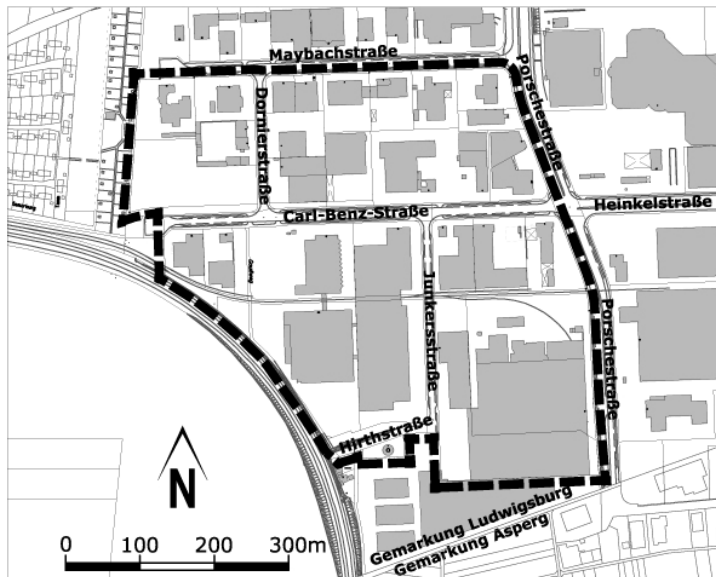 Maybachstraße
Porschestraße
Dornierstraße
Carl-Benz-Straße
Heinkelstraße
Junkersstraße
Porschestraße
Hirthstraße
Gemarkung Ludwigsburg
Gemarkung Asperg
N
0 100 200 300m